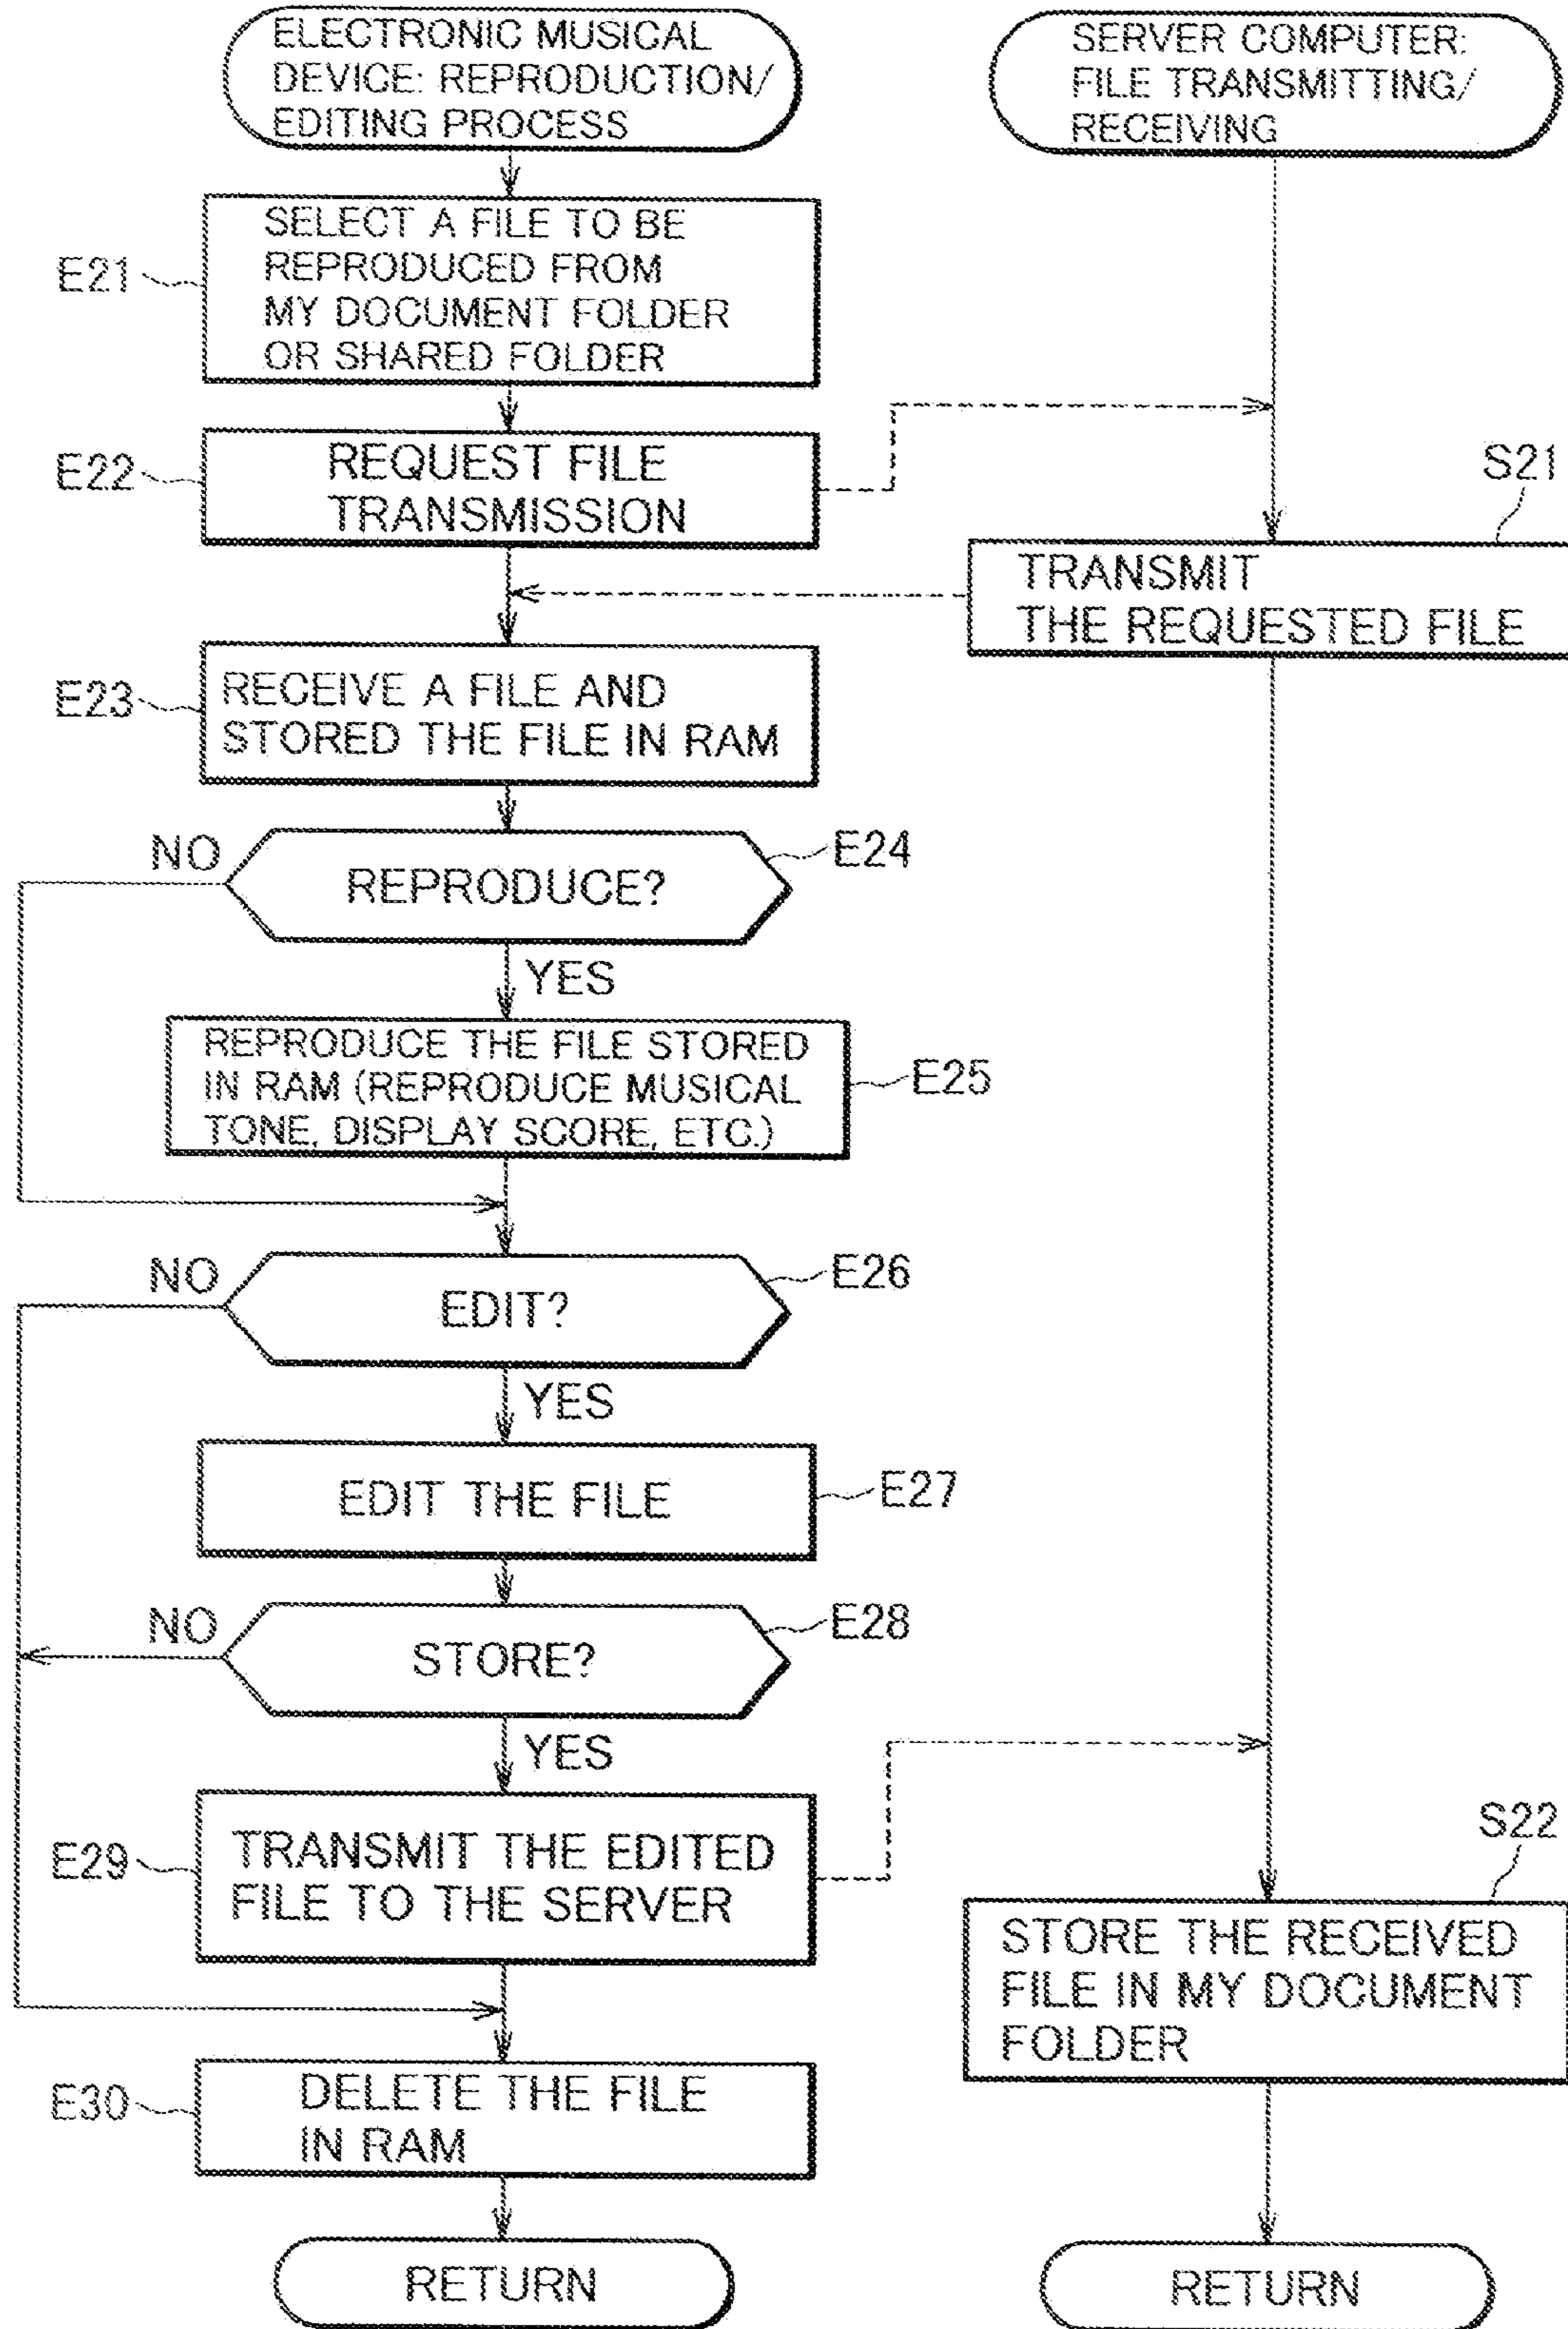 ELECTRONIC MUSICAL
DEVICE: REPRODUCTION/
EDITING PROCESS
SERVER COMPUTER:
FILE TRANSMITTING/
RECEIVING
E21
SELECT A FILE TO BE
REPRODUCED FROM
MY DOCUMENT FOLDER
OR SHARED FOLDER
E22
REQUEST FILE
TRANSMISSION
S21
TRANSMIT
THE REQUESTED FILE
E23
RECEIVE A FILE AND
STORED THE FILE IN RAM
NO
REPRODUCE?
E24
YES
REPRODUCE THE FILE STORED
IN RAM (REPRODUCE MUSICAL
TONE, DISPLAY SCORE, ETC.)
E25
NO
EDIT?
E26
YES
EDIT THE FILE
E27
NO
STORE?
E28
YES
E29
TRANSMIT THE EDITED
FILE TO THE SERVER
S22
STORE THE RECEIVED
FILE IN MY DOCUMENT
FOLDER
E30
DELETE THE FILE
IN RAM
RETURN
RETURN